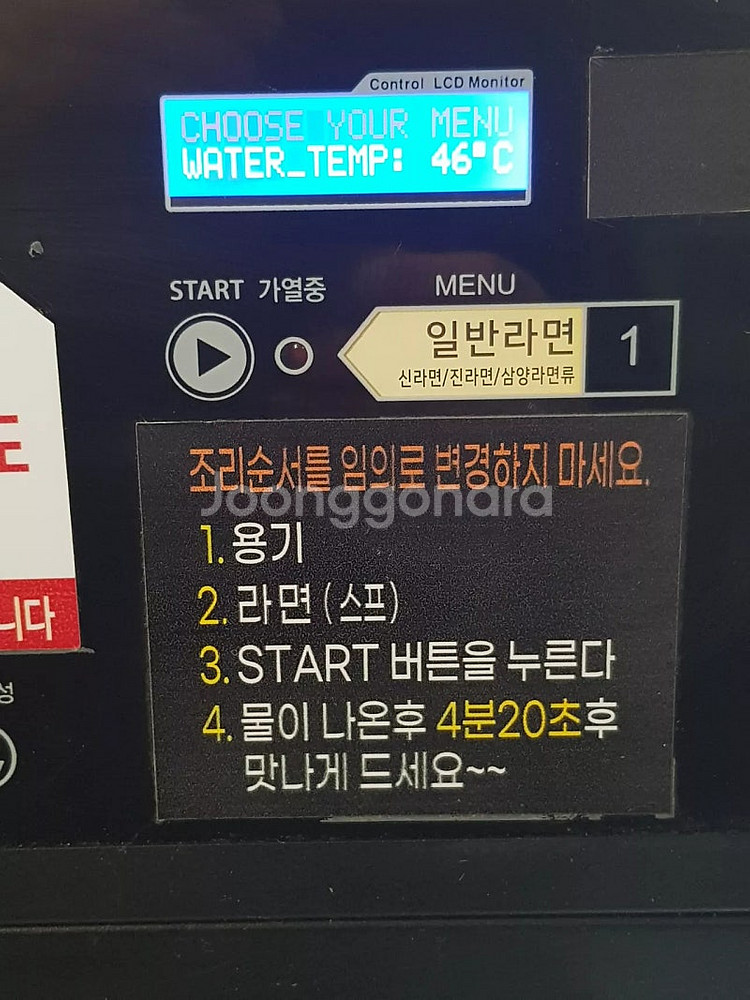 Control LCD Monitor
CHOOSE YOUR MENU
WATER_TEMP: 46°C
START 가열중
MENU
일반라면
1
신라면/진라면/삼양라면류
도
조리순서를 임의로 변경하지 마세요.
Joonggonara
1. 용기
2. 라면 (스프)
니다
3. START 버튼을 누른다
성
4. 물이 나온후 4분20초후
맛나게 드세요~~